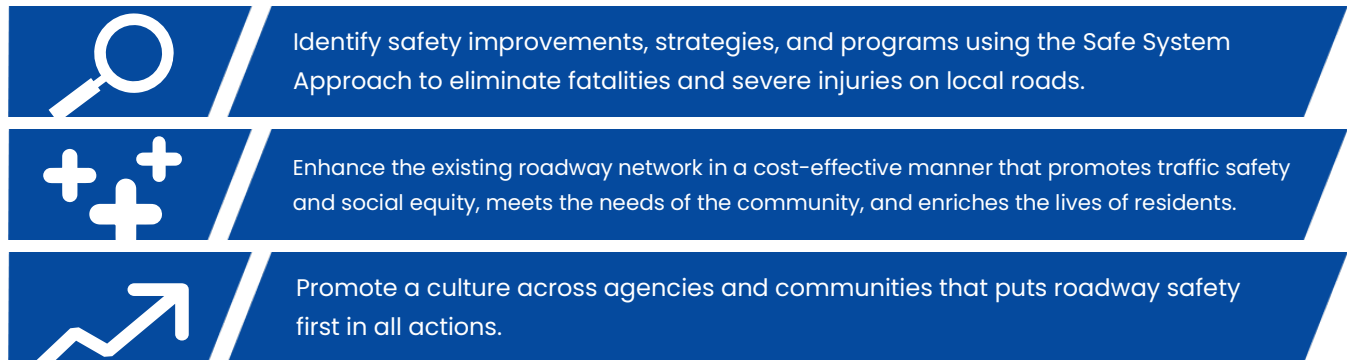 Identify safety improvements, strategies, and programs using the Safe System
Approach to eliminate fatalities and severe injuries on local roads.
Enhance the existing roadway network in a cost-effective manner that promotes traffic safety
and social equity, meets the needs of the community, and enriches the lives of residents.
Promote a culture across agencies and communities that puts roadway safety
first in all actions.